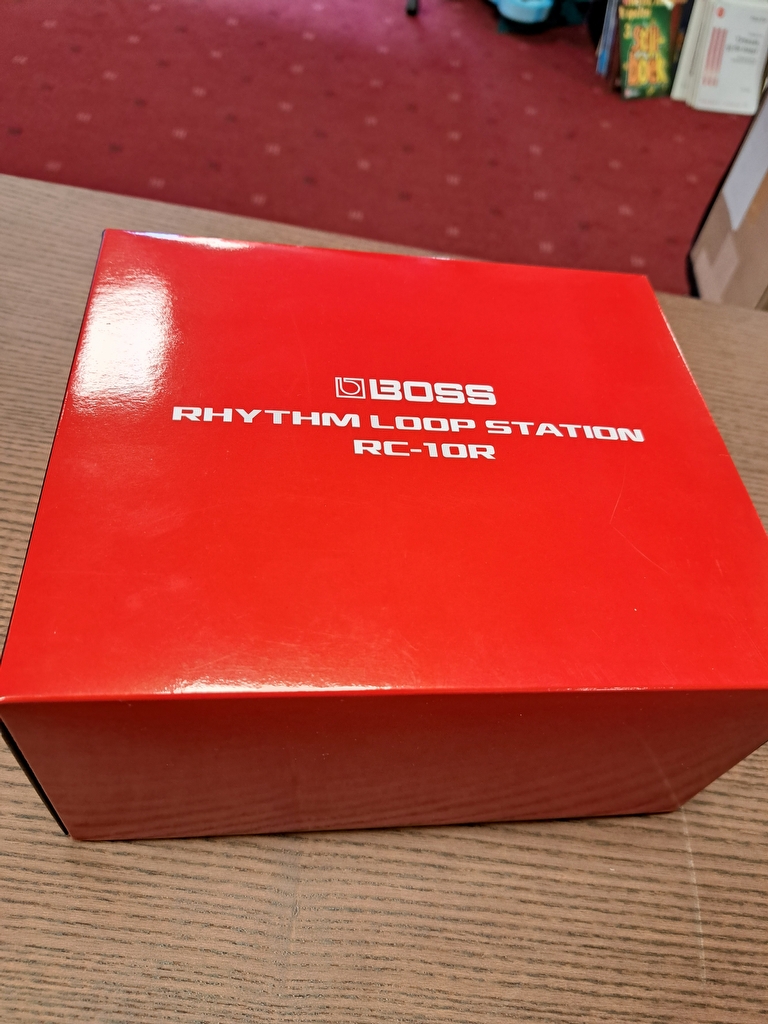 BOSS
RHYTHM LOOP STATION
RC-10R